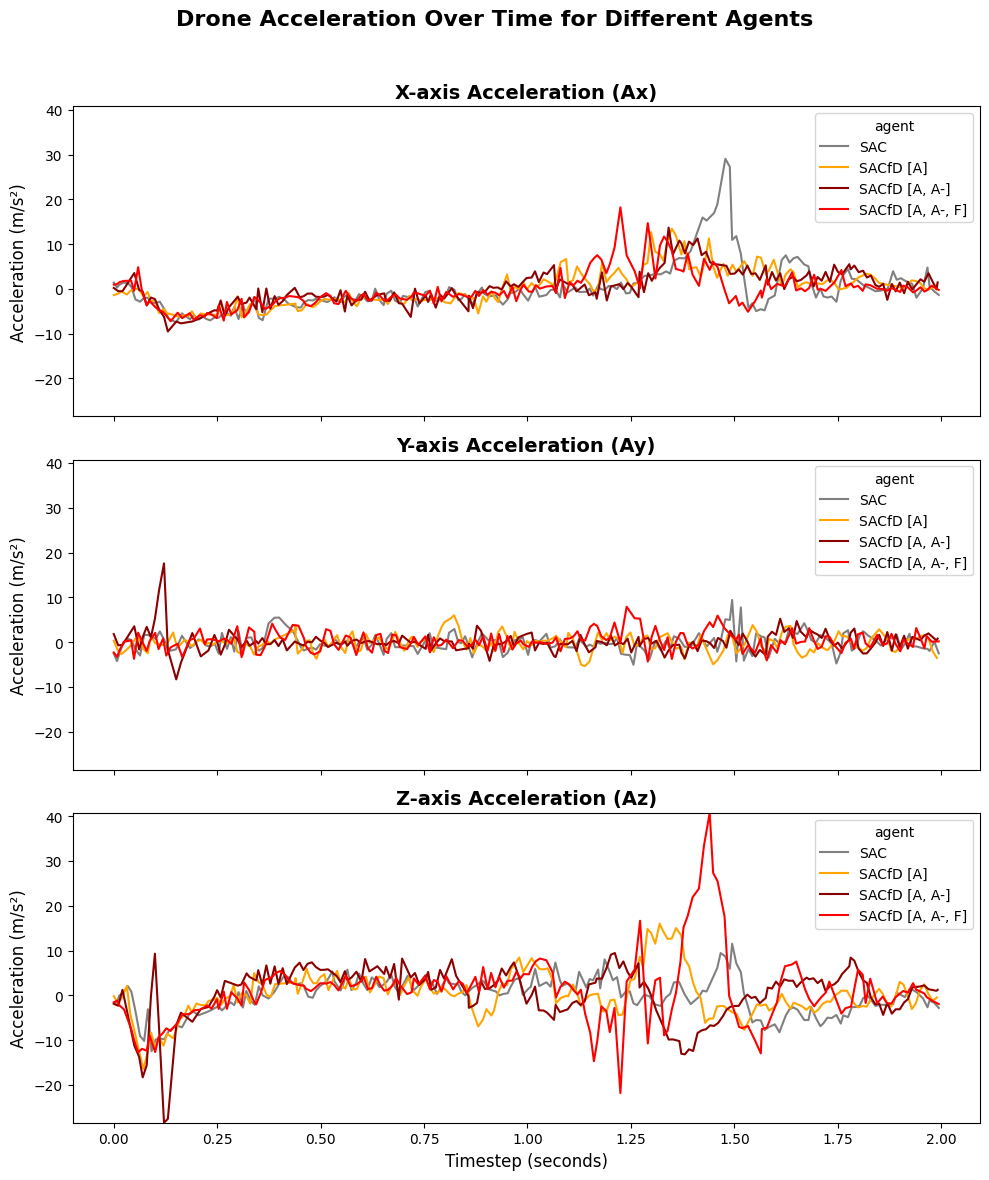 Drone Acceleration Over Time for Different Agents
X-axis Acceleration (Ax)
Acceleration (m/s²)
40
30
20
10
0
−10
−20
agent
SAC
SACfD [A]
SACfD [A, A-]
SACfD [A, A-, F]
Y-axis Acceleration (Ay)
Acceleration (m/s²)
40
30
20
10
0
−10
−20
agent
SAC
SACfD [A]
SACfD [A, A-]
SACfD [A, A-, F]
Z-axis Acceleration (Az)
Acceleration (m/s²)
40
30
20
10
0
−10
−20
agent
SAC
SACfD [A]
SACfD [A, A-]
SACfD [A, A-, F]
0.00 0.25 0.50 0.75 1.00 1.25 1.50 1.75 2.00
Timestep (seconds)